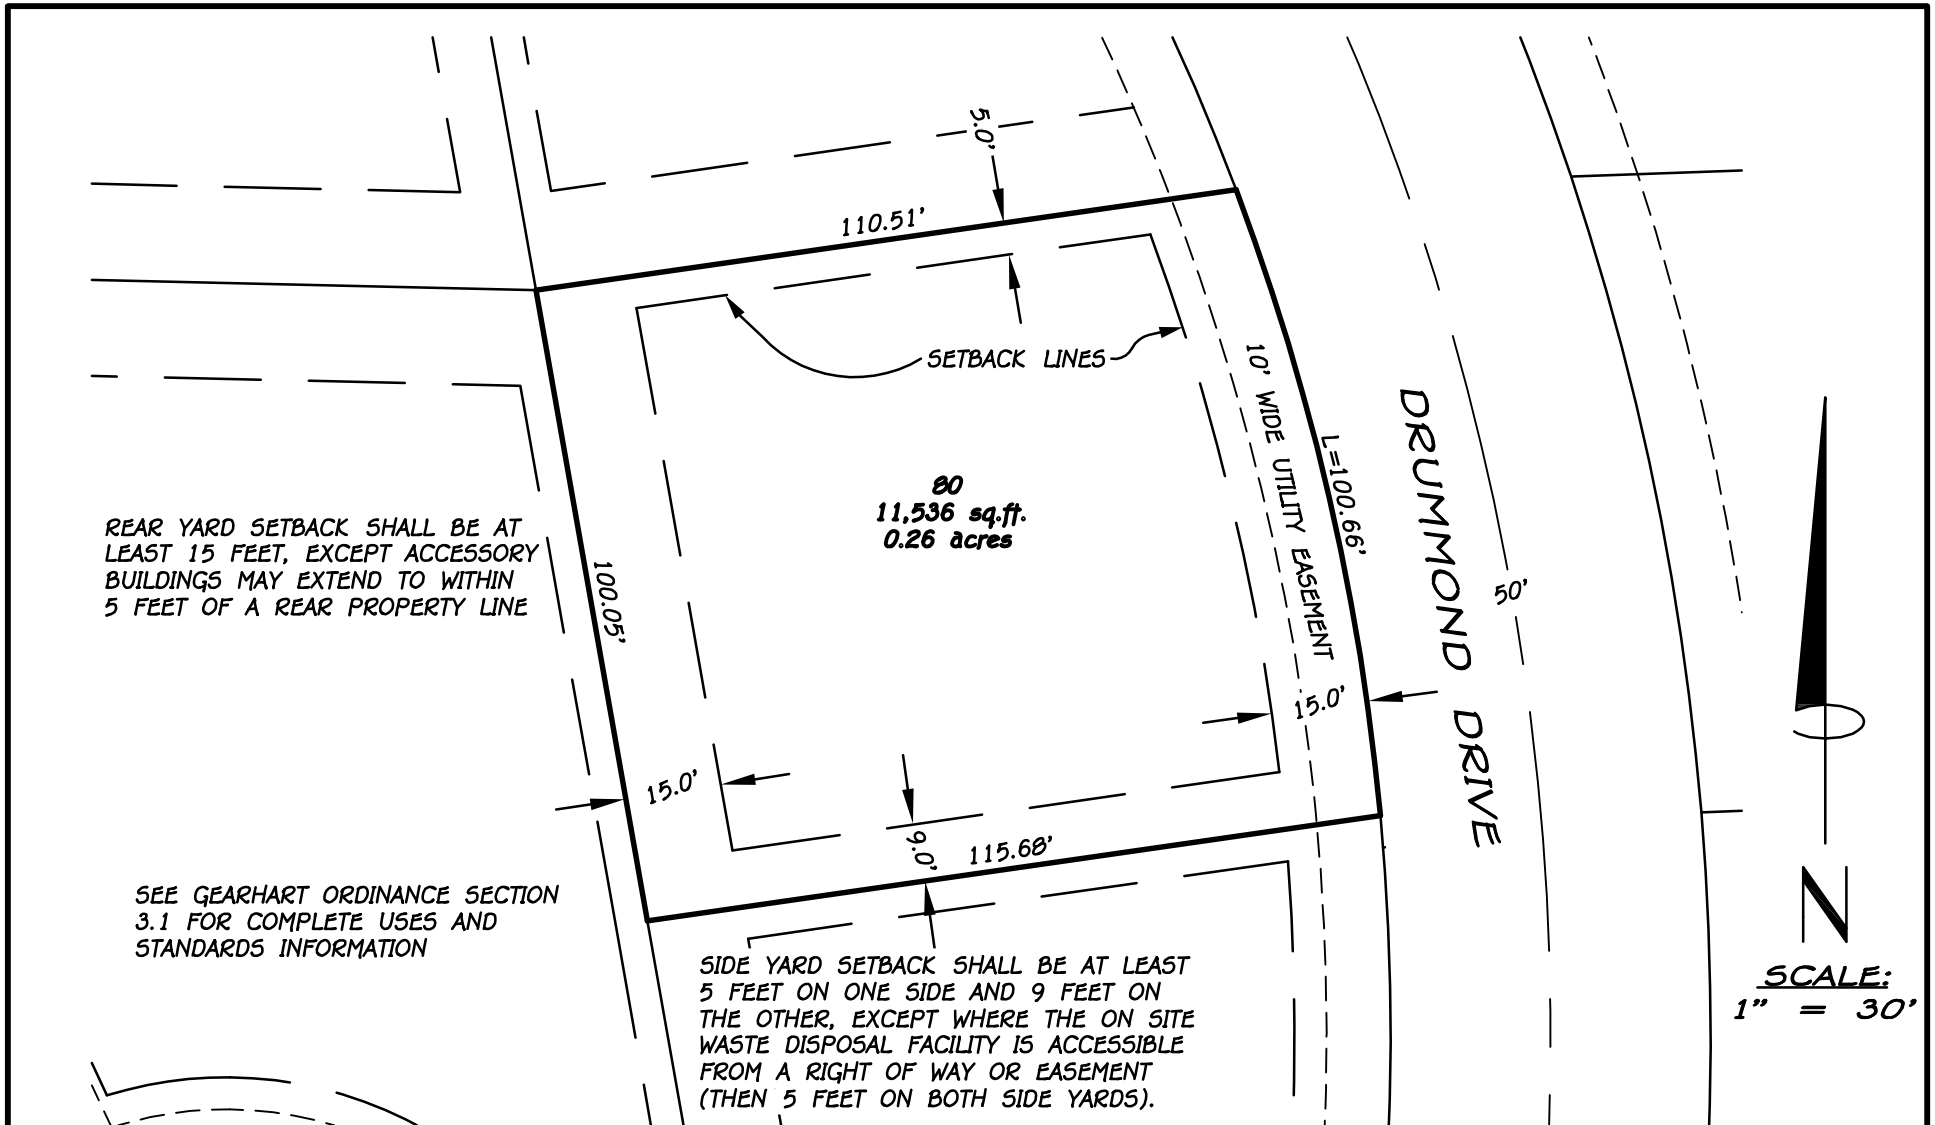 5.0'
110.51'
SETBACK LINES
10' WIDE UTILITY EASEMENT
L=100.66'
DRUMMOND DRIVE
50'
80
11,536 sq.ft.
0.26 acres
REAR YARD SETBACK SHALL BE AT
LEAST 15 FEET, EXCEPT ACCESSORY
BUILDINGS MAY EXTEND TO WITHIN
5 FEET OF A REAR PROPERTY LINE
100.05'
15.0'
15.0'
9.0'
115.68'
SEE GEARHART ORDINANCE SECTION
3.1 FOR COMPLETE USES AND
STANDARDS INFORMATION
SIDE YARD SETBACK SHALL BE AT LEAST
5 FEET ON ONE SIDE AND 9 FEET ON
THE OTHER, EXCEPT WHERE THE ON SITE
WASTE DISPOSAL FACILITY IS ACCESSIBLE
FROM A RIGHT OF WAY OR EASEMENT
(THEN 5 FEET ON BOTH SIDE YARDS).
N
SCALE:
1" = 30'